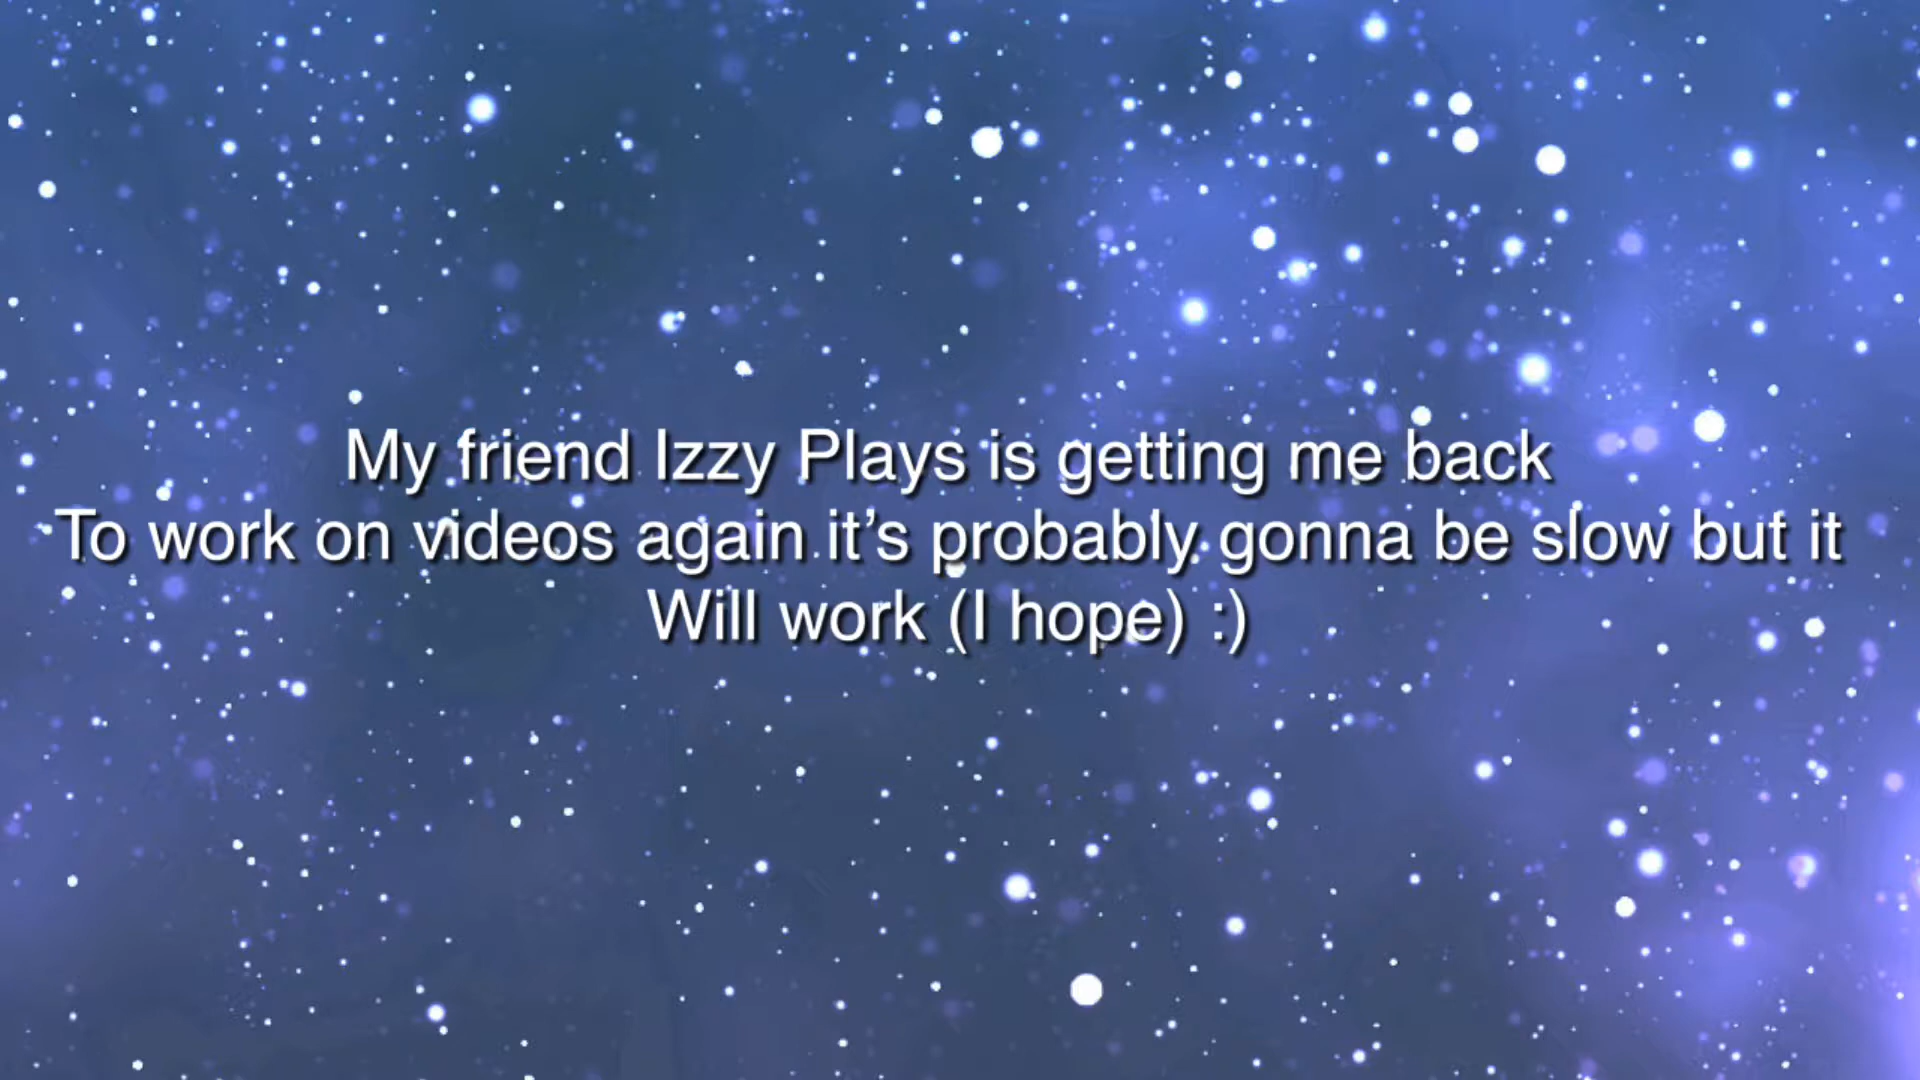 My friend Izzy Plays is getting me back
To work on videos again it’s probably gonna be slow but it
Will work (I hope) :)